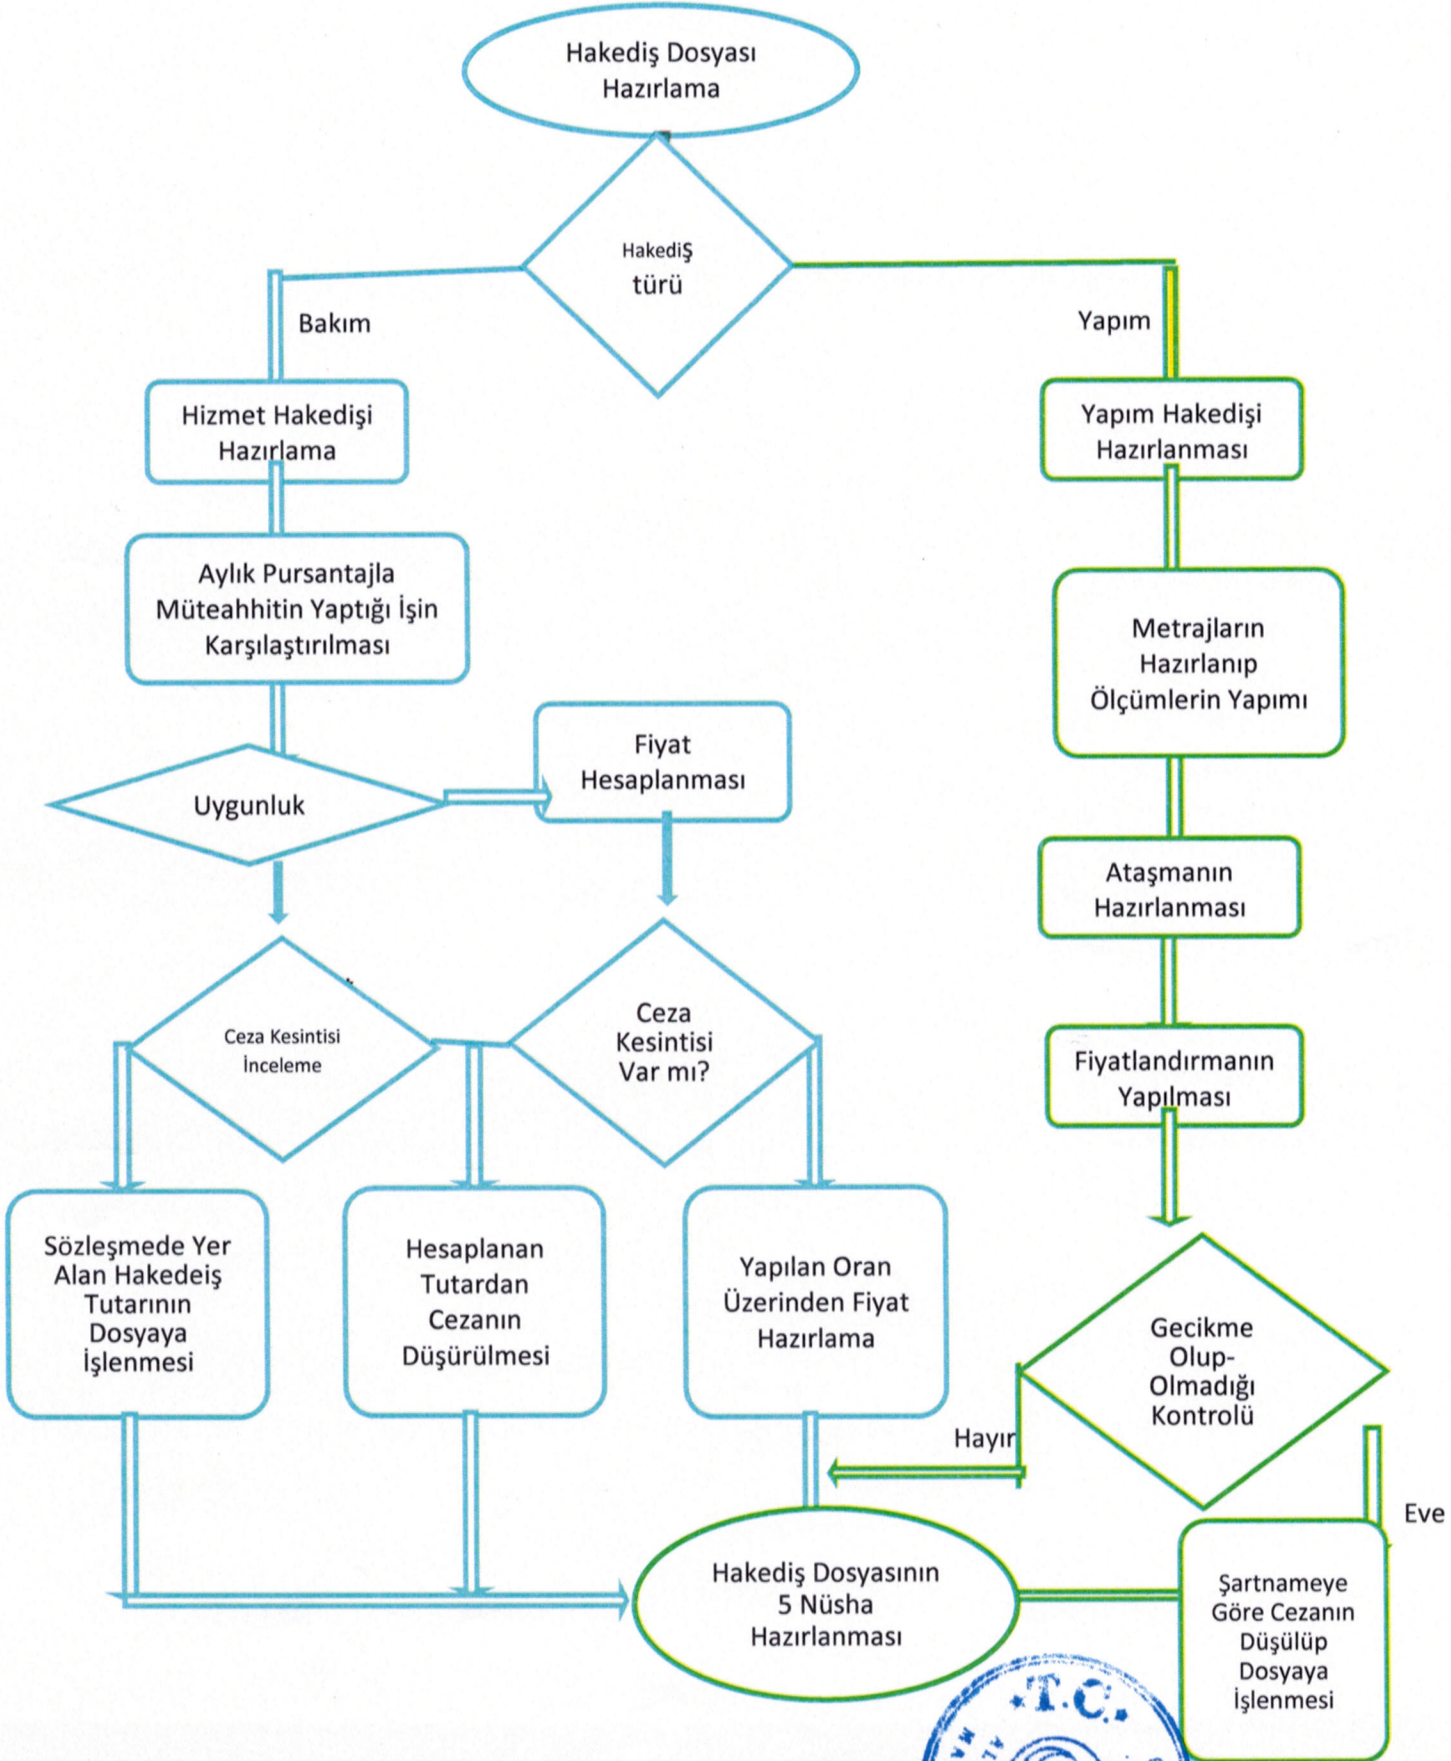 Hakediş Dosyası
Hazırlama
Hakediş
türü
Bakım
Yapım
Hizmet Hakedişi
Hazırlama
Yapım Hakedişi
Hazırlanması
Aylık Pursantajla
Müteahhitin Yaptığı İşin
Karşılaştırılması
Metrajların
Hazırlanıp
Ölçümlerin Yapımı
Fiyat
Hesaplanması
Uygunluk
Ataşmanın
Hazırlanması
Ceza Kesintisi
İnceleme
Ceza
Kesintisi
Var mı?
Fiyatlandırmanın
Yapılması
Sözleşmede Yer
Alan Hakedeiş
Tutarının
Dosyaya
İşlenmesi
Hesaplanan
Tutardan
Cezanın
Düşürülmesi
Yapılan Oran
Üzerinden Fiyat
Hazırlama
Gecikme
Olup-
Olmadığı
Kontrolü
Hayır
Eve
Hakediş Dosyasının
5 Nüsha
Hazırlanması
Şartnameye
Göre Cezanın
Düşülüp
Dosyaya
İşlenmesi
T.C.